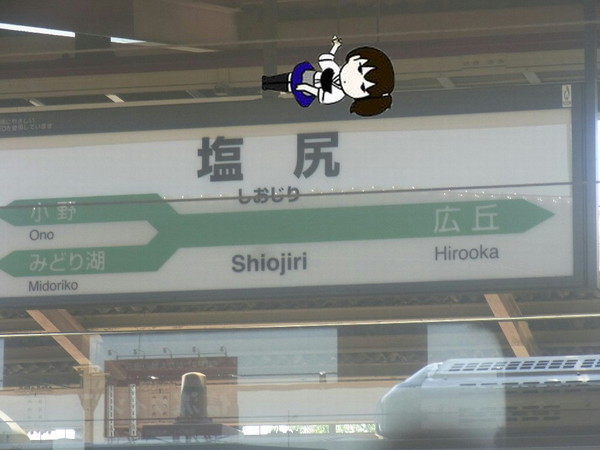 塩尻
しおじり
小野
Ono
広丘
Hirooka
みどり湖
Midoriko
Shiojiri